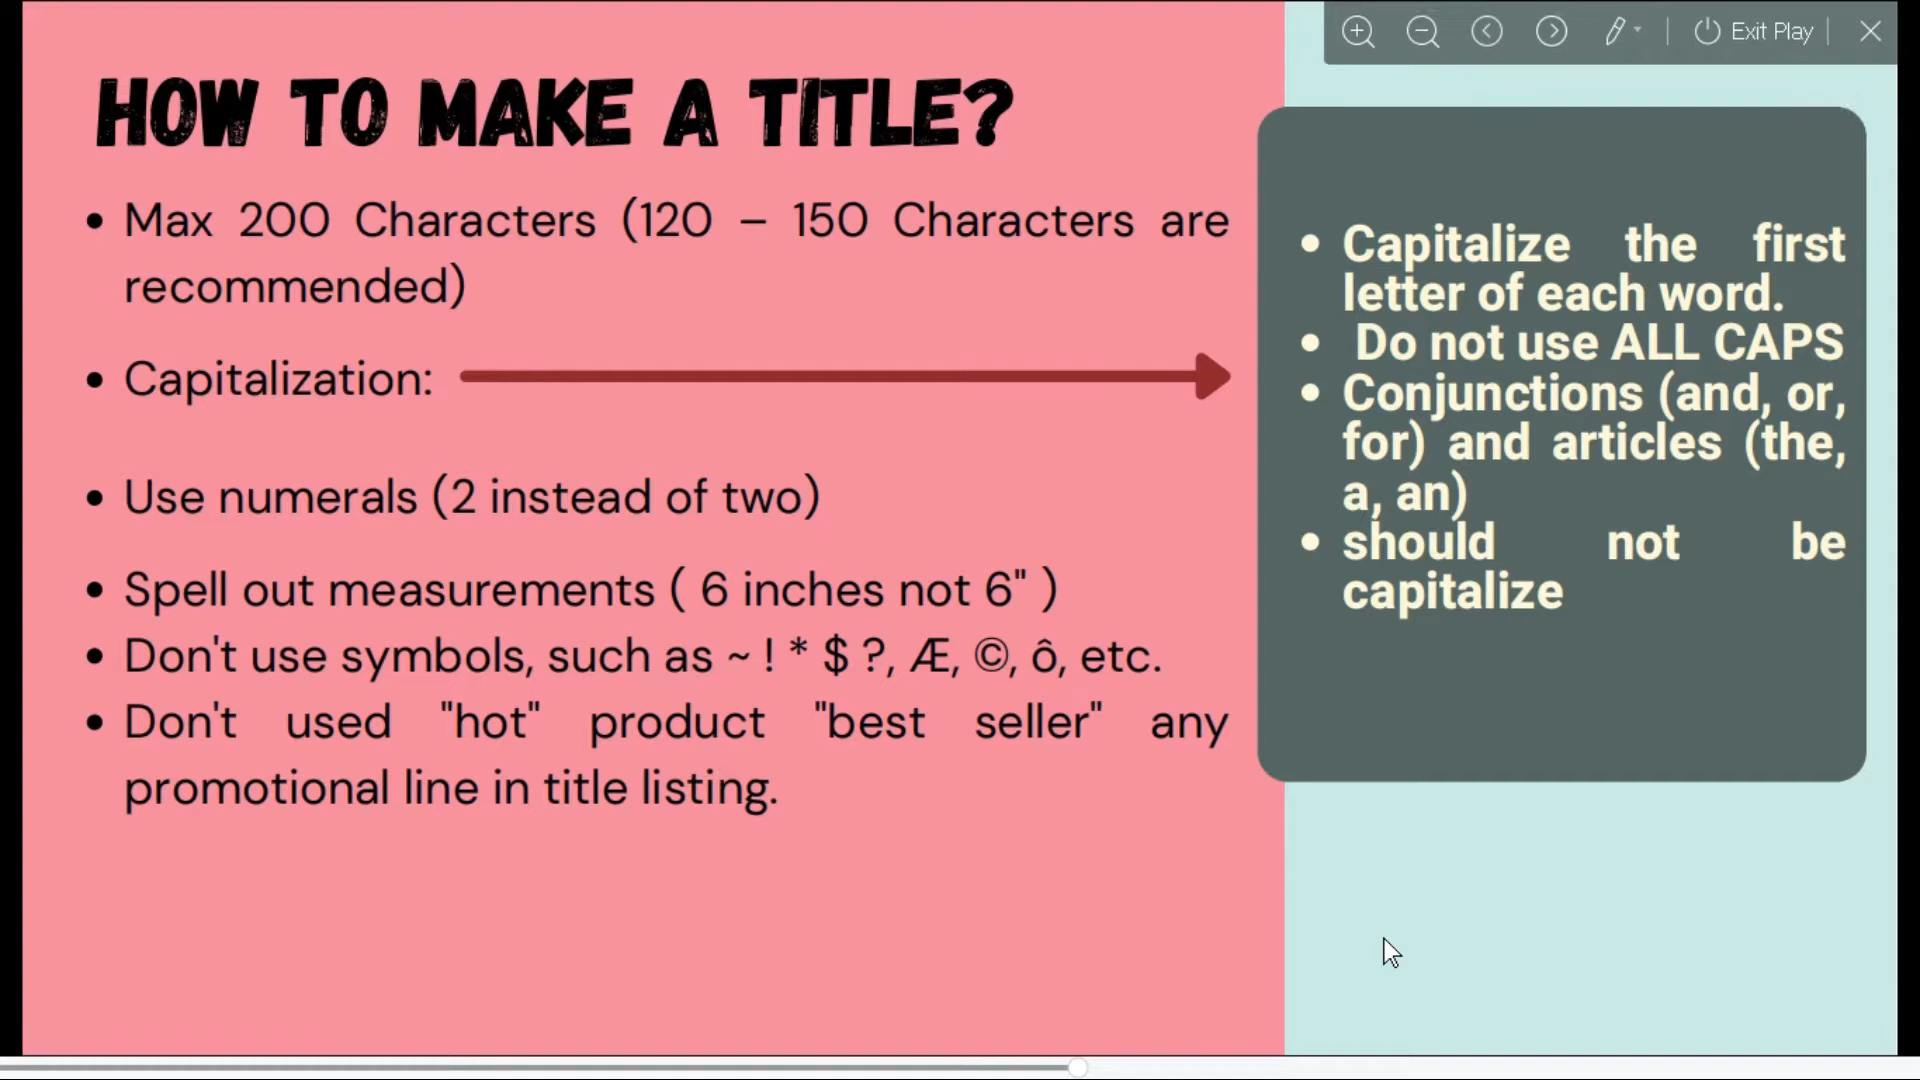 HOW TO MAKE A TITLE?
• Max 200 Characters (120 – 150 Characters are
recommended)
• Capitalization:
• Use numerals (2 instead of two)
• Spell out measurements ( 6 inches not 6" )
• Don't use symbols, such as ~ ! * $ ?, Æ, ©, ô, etc.
• Don't used "hot" product "best seller" any
promotional line in title listing.
Exit Play
• Capitalize the first
letter of each word.
• Do not use ALL CAPS
• Conjunctions (and, or,
for) and articles (the,
a, an)
• should not be
capitalize